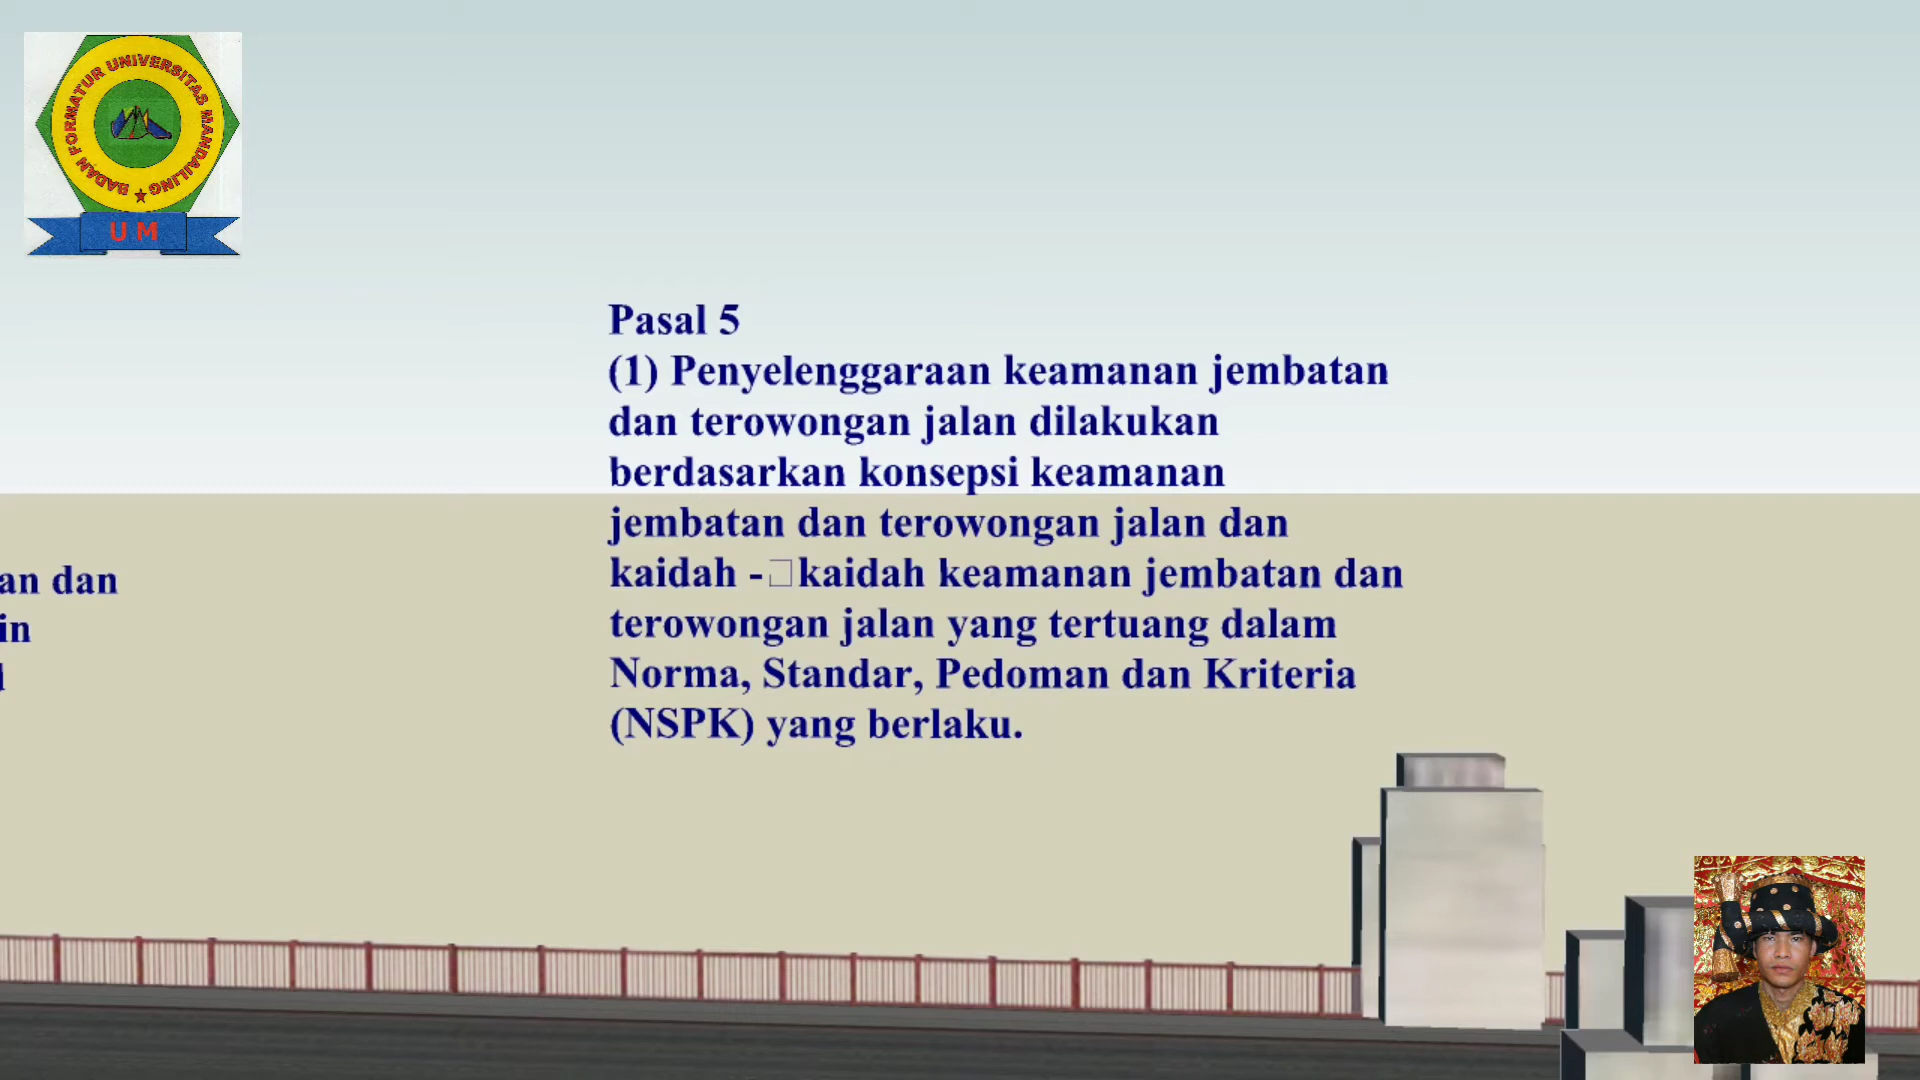 BADAN FORMATUR UNIVERSITAS MANDAILING
U M
Pasal 5
(1) Penyelenggaraan keamanan jembatan
dan terowongan jalan dilakukan
berdasarkan konsepsi keamanan
jembatan dan terowongan jalan dan
kaidah -□kaidah keamanan jembatan dan
terowongan jalan yang tertuang dalam
Norma, Standar, Pedoman dan Kriteria
(NSPK) yang berlaku.
an dan
in